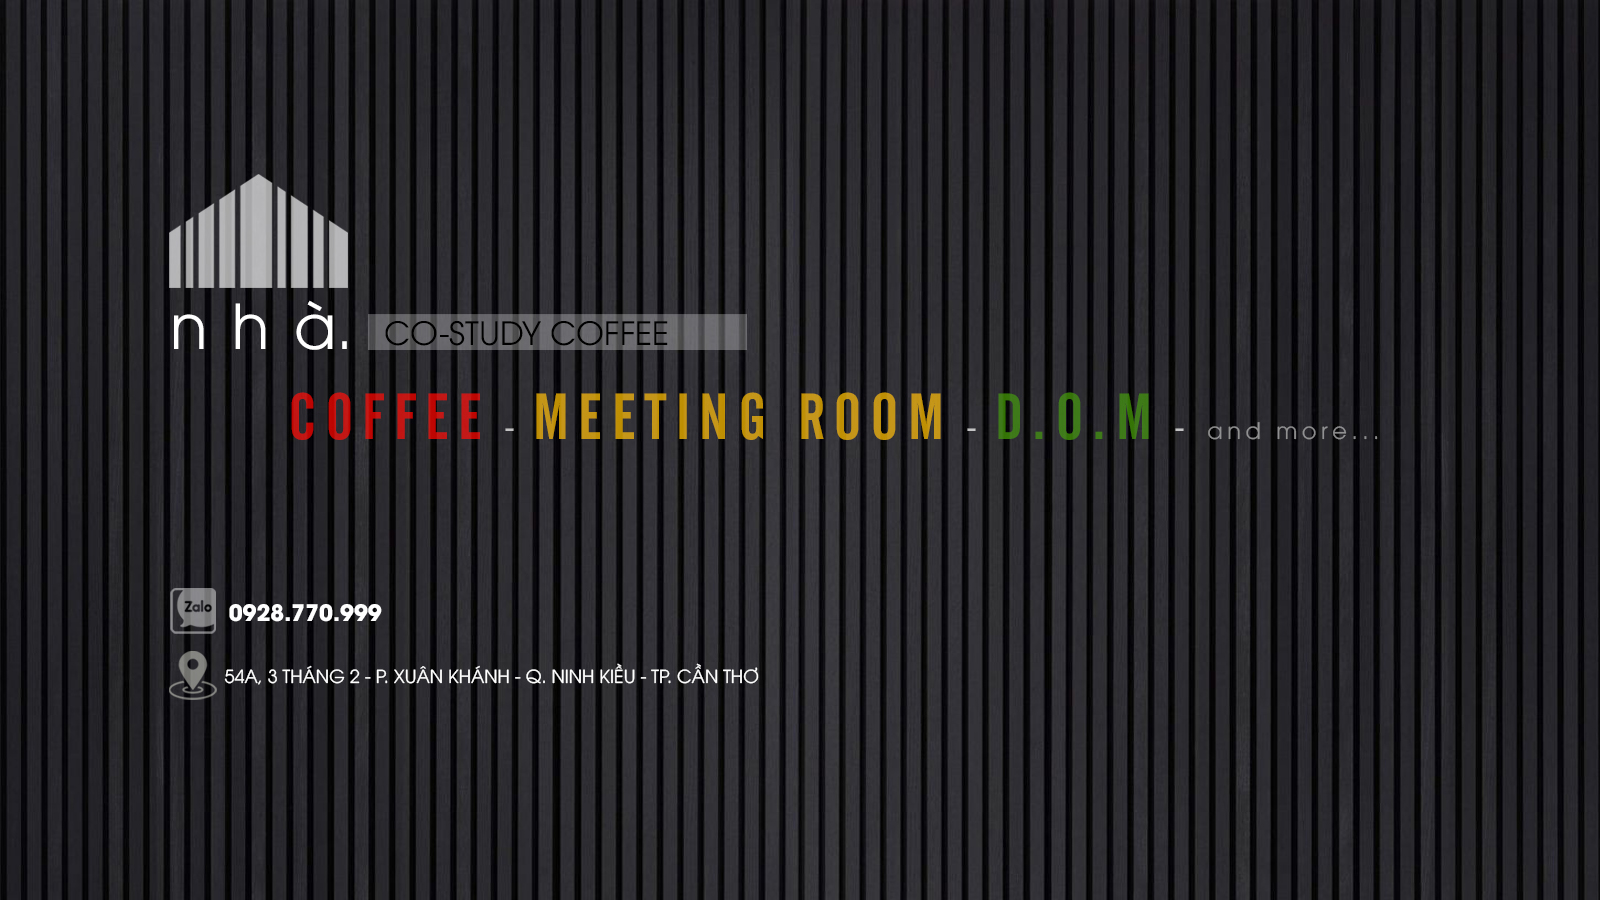 nhà. CO-STUDY COFFEE
COFFEE - MEETING ROOM - D.O.M - and more...
Zalo 0928.770.999
54A, 3 THÁNG 2 - P. XUÂN KHÁNH - Q. NINH KIỀU - TP. CẦN THƠ